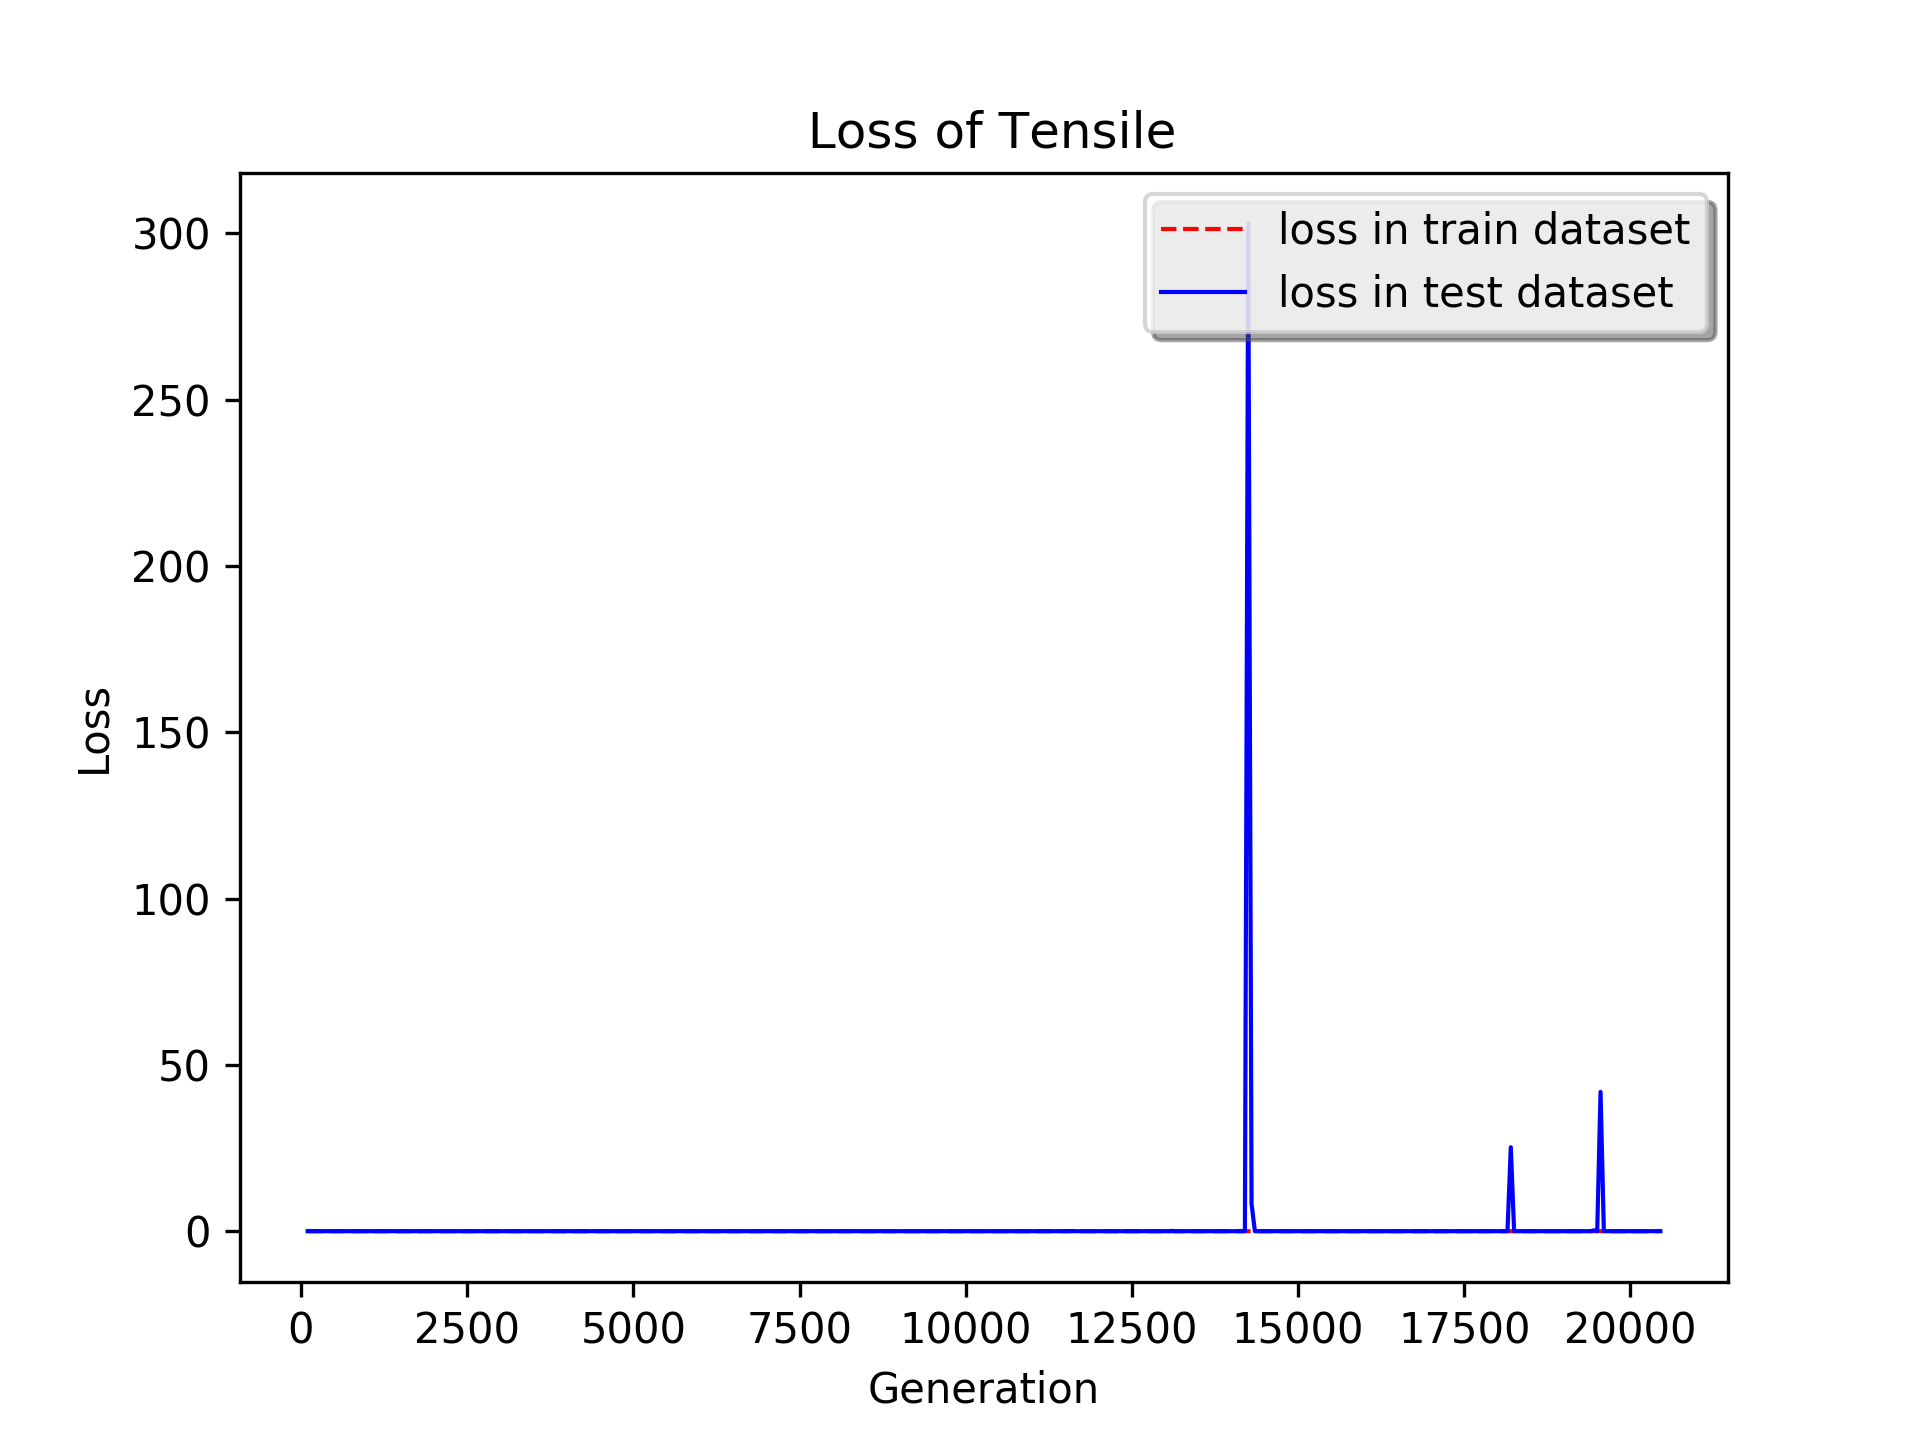 Loss of Tensile
loss in train dataset
loss in test dataset
300
250
200
150
100
50
0
Loss
0 2500 5000 7500 10000 12500 15000 17500 20000
Generation